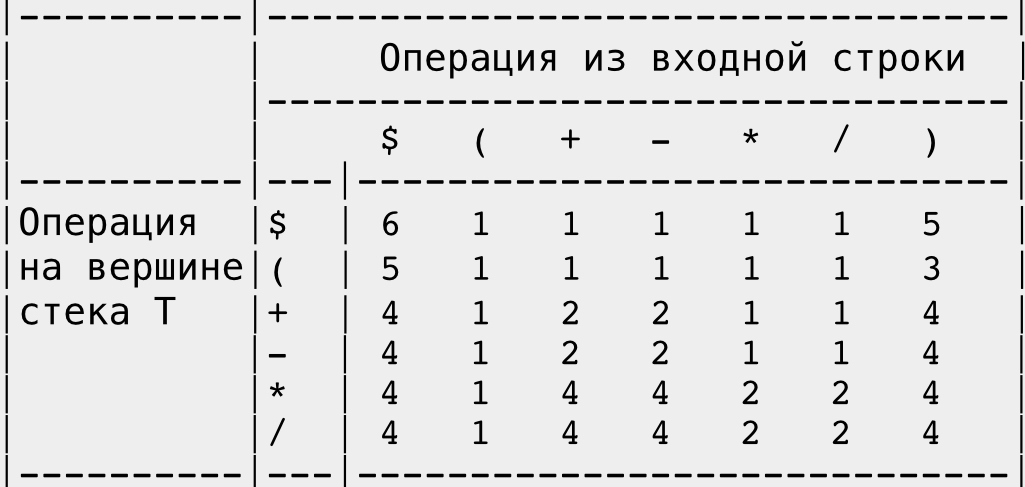 Операция из входной строки
$ ( + – * / )
Операция $ 6 1 1 1 1 1 5
на вершине ( 5 1 1 1 1 1 3
стека T + 4 1 2 2 1 1 4
– 4 1 2 2 1 1 4
* 4 1 4 4 2 2 4
/ 4 1 4 4 2 2 4